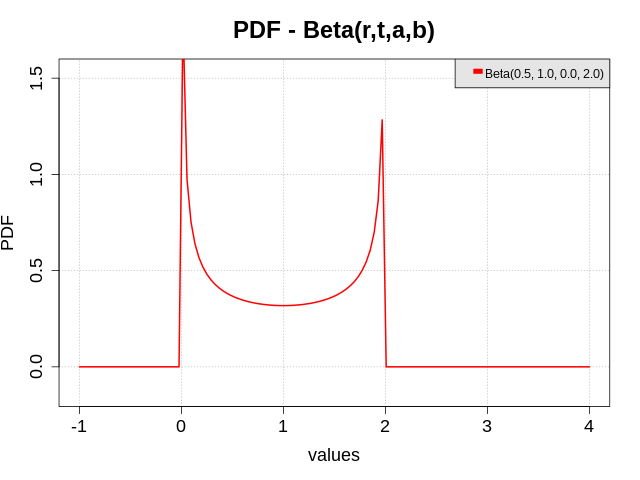 PDF - Beta(r,t,a,b)
Beta(0.5, 1.0, 0.0, 2.0)
1.5
1.0
0.5
0.0
PDF
-1 0 1 2 3 4
values